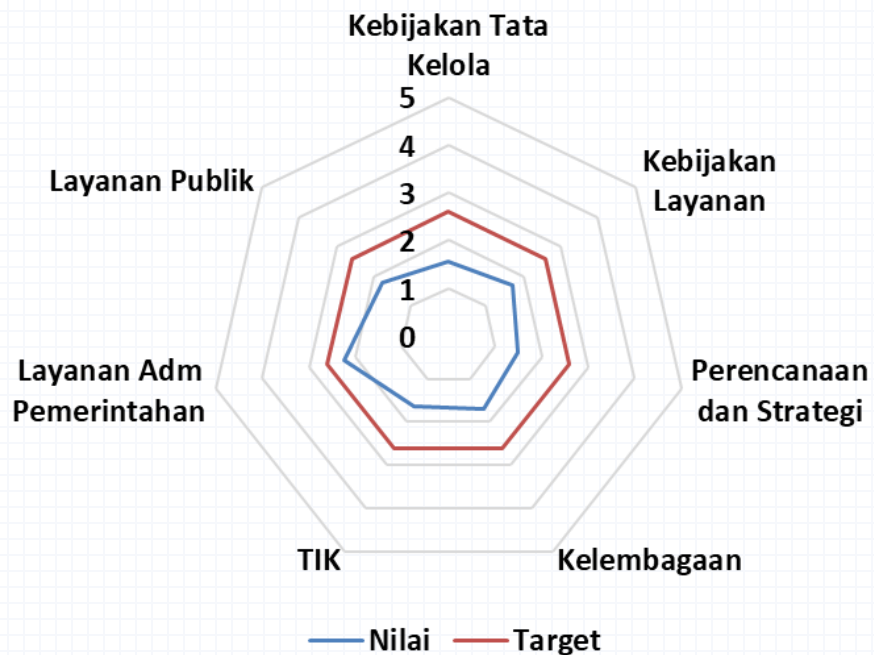 Kebijakan Tata
Kelola
5
4
3
2
1
0
Kebijakan
Layanan
Perencanaan
dan Strategi
Kelembagaan
TIK
Layanan Adm
Pemerintahan
Layanan Publik
Nilai
Target